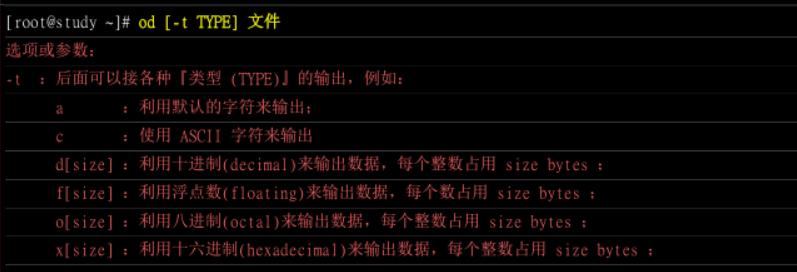 [root@study ~]# od [-t TYPE] 文件
选项或参数：
-t ：后面可以接各种『类型 (TYPE)』的输出，例如：
a ：利用默认的字符来输出；
c ：使用 ASCII 字符来输出
d[size] ：利用十进制(decimal)来输出数据，每个整数占用 size bytes ；
f[size] ：利用浮点数(floating)来输出数据，每个数占用 size bytes ；
o[size] ：利用八进制(octal)来输出数据，每个整数占用 size bytes ；
x[size] ：利用十六进制(hexadecimal)来输出数据，每个整数占用 size bytes ；